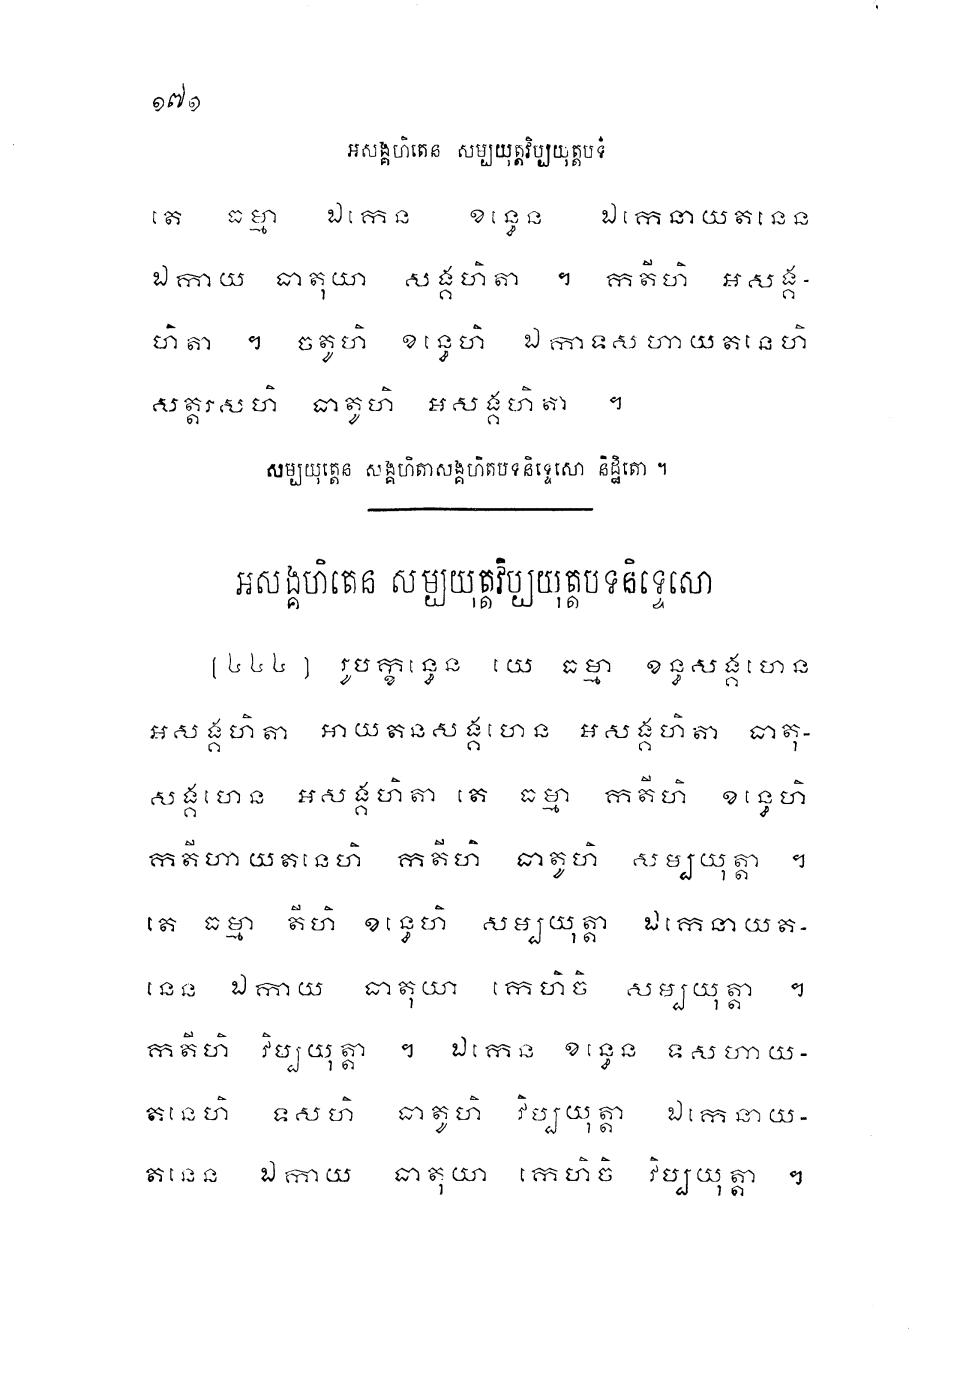 ១៧១
អសង្គហិតេន សម្បយុត្តវិប្បយុត្តបទំ
តេ ធម្មា ឯកេន ខន្ធេន ឯកេនាយតនេន
ឯកាយ ធាតុយា សង្គហិតា ។ កតីហិ អសង្គ-
ហិតា ។ ចតូហិ ខន្ធេហិ ឯកាទសហាយតនេហិ
សត្តរសហិ ធាតូហិ អសង្គហិតា ។
សម្បយុត្តេន សង្គហិតាសង្គហិតបទនិទ្ទេសោ និដ្ឋិតោ ។
អសង្គហិតេន សម្បយុត្តវិប្បយុត្តបទនិទ្ទេសោ
(៤៤៤) រូបក្ខន្ធេន យេ ធម្មា ខន្ធសង្គហេន
អសង្គហិតា អាយតនសង្គហេន អសង្គហិតា ធាតុ-
សង្គហេន អសង្គហិតា តេ ធម្មា កតីហិ ខន្ធេហិ
កតីហាយតនេហិ កតីហិ ធាតូហិ សម្បយុត្តា ។
តេ ធម្មា តីហិ ខន្ធេហិ សម្បយុត្តា ឯកេនាយត-
នេន ឯកាយ ធាតុយា កេហិចិ សម្បយុត្តា ។
កតីហិ វិប្បយុត្តា ។ ឯកេន ខន្ធេន ទសហាយ-
តនេហិ ទសហិ ធាតូហិ វិប្បយុត្តា ឯកេនាយ-
តនេន ឯកាយ ធាតុយា កេហិចិ វិប្បយុត្តា ។